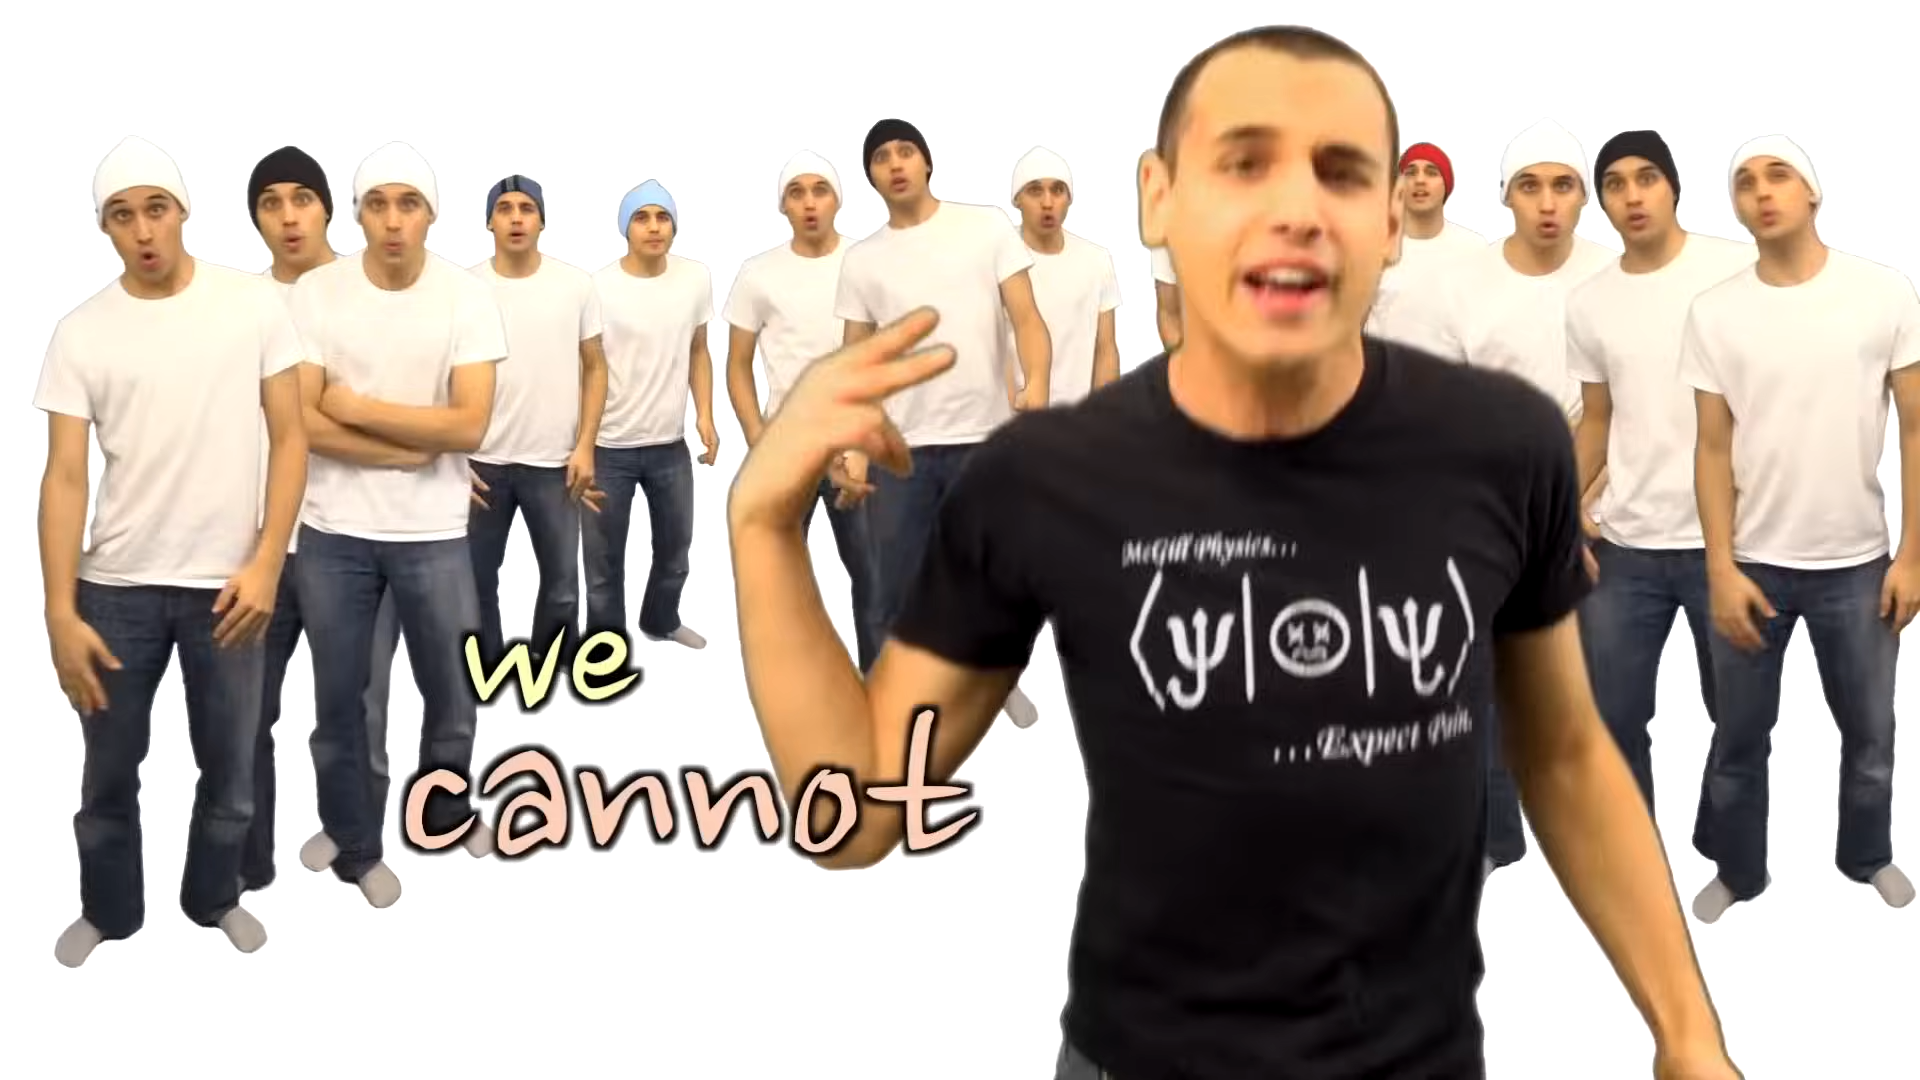 we
cannot
McGill Physics...
⟨ψ| |ψ⟩
...Expect Pain.